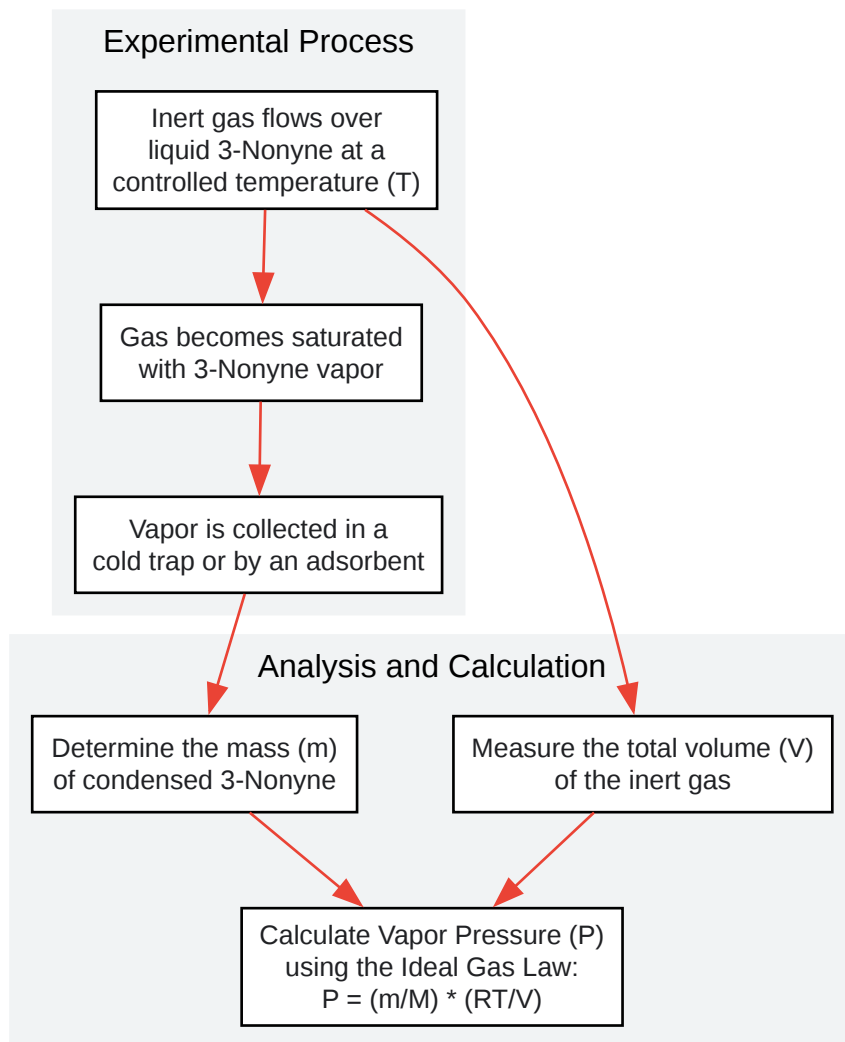 Experimental Process
Inert gas flows over
liquid 3-Nonyne at a
controlled temperature (T)
Gas becomes saturated
with 3-Nonyne vapor
Vapor is collected in a
cold trap or by an adsorbent
Analysis and Calculation
Determine the mass (m)
of condensed 3-Nonyne
Measure the total volume (V)
of the inert gas
Calculate Vapor Pressure (P)
using the Ideal Gas Law:
P = (m/M) * (RT/V)